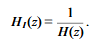 H_I(z) = 1/H(z).